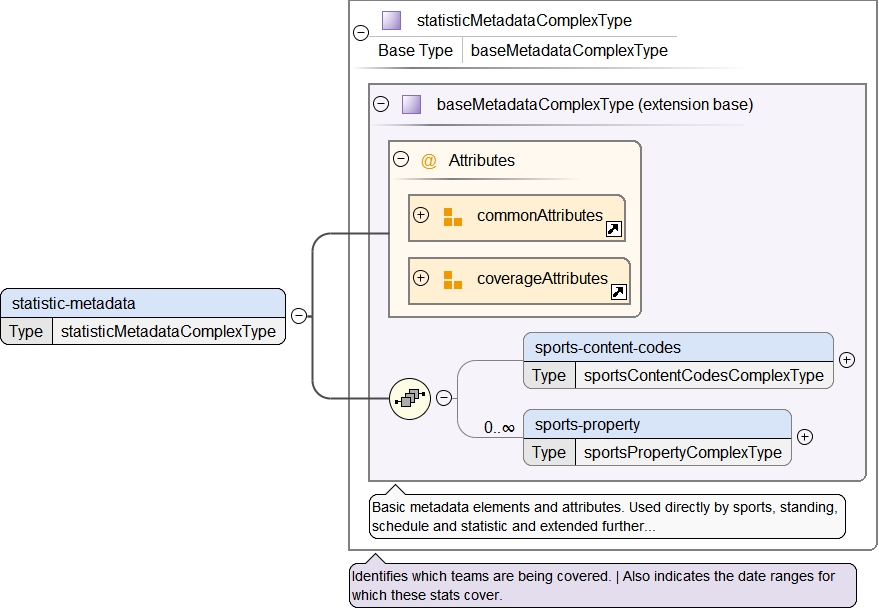 statisticMetadataComplexType
Base Type baseMetadataComplexType
baseMetadataComplexType (extension base)
@ Attributes
commonAttributes
coverageAttributes
statistic-metadata
Type statisticMetadataComplexType
sports-content-codes
Type sportsContentCodesComplexType
0..∞
sports-property
Type sportsPropertyComplexType
Basic metadata elements and attributes. Used directly by sports, standing,
schedule and statistic and extended further...
Identifies which teams are being covered. | Also indicates the date ranges for
which these stats cover.